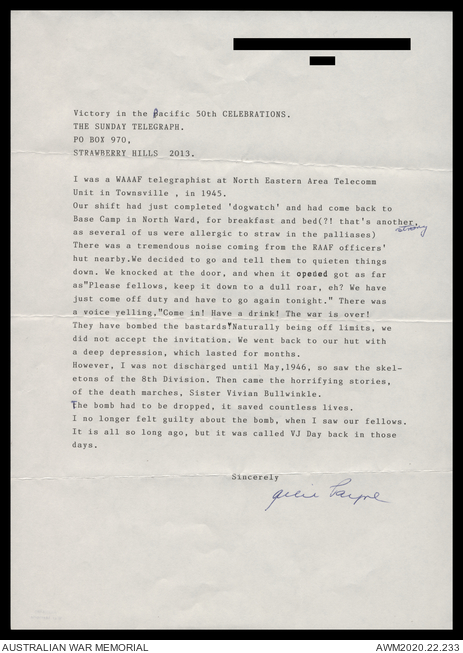 Victory in the Pacific 50th CELEBRATIONS.
THE SUNDAY TELEGRAPH.
PO BOX 970,
STRAWBERRY HILLS 2013.
I was a WAAAF telegraphist at North Eastern Area Telecomm
Unit in Townsville , in 1945.
Our shift had just completed 'dogwatch' and had come back to
Base Camp in North Ward, for breakfast and bed(?! that's another,
story
as several of us were allergic to straw in the palliases)
There was a tremendous noise coming from the RAAF officers'
hut nearby.We decided to go and tell them to quieten things
down. We knocked at the door, and when it opeded got as far
as"Please fellows, keep it down to a dull roar, eh? We have
just come off duty and have to go again tonight." There was
a voice yelling,"Come in! Have a drink! The war is over!
They have bombed the bastards"Naturally being off limits, we
did not accept the invitation. We went back to our hut with
a deep depression, which lasted for months.
However, I was not discharged until May,1946, so saw the skel-
etons of the 8th Division. Then came the horrifying stories,
of the death marches, Sister Vivian Bullwinkle.
The bomb had to be dropped, it saved countless lives.
I no longer felt guilty about the bomb, when I saw our fellows.
It is all so long ago, but it was called VJ Day back in those
days.
Sincerely
Payne
AUSTRALIAN WAR MEMORIAL
AWM2020.22.233